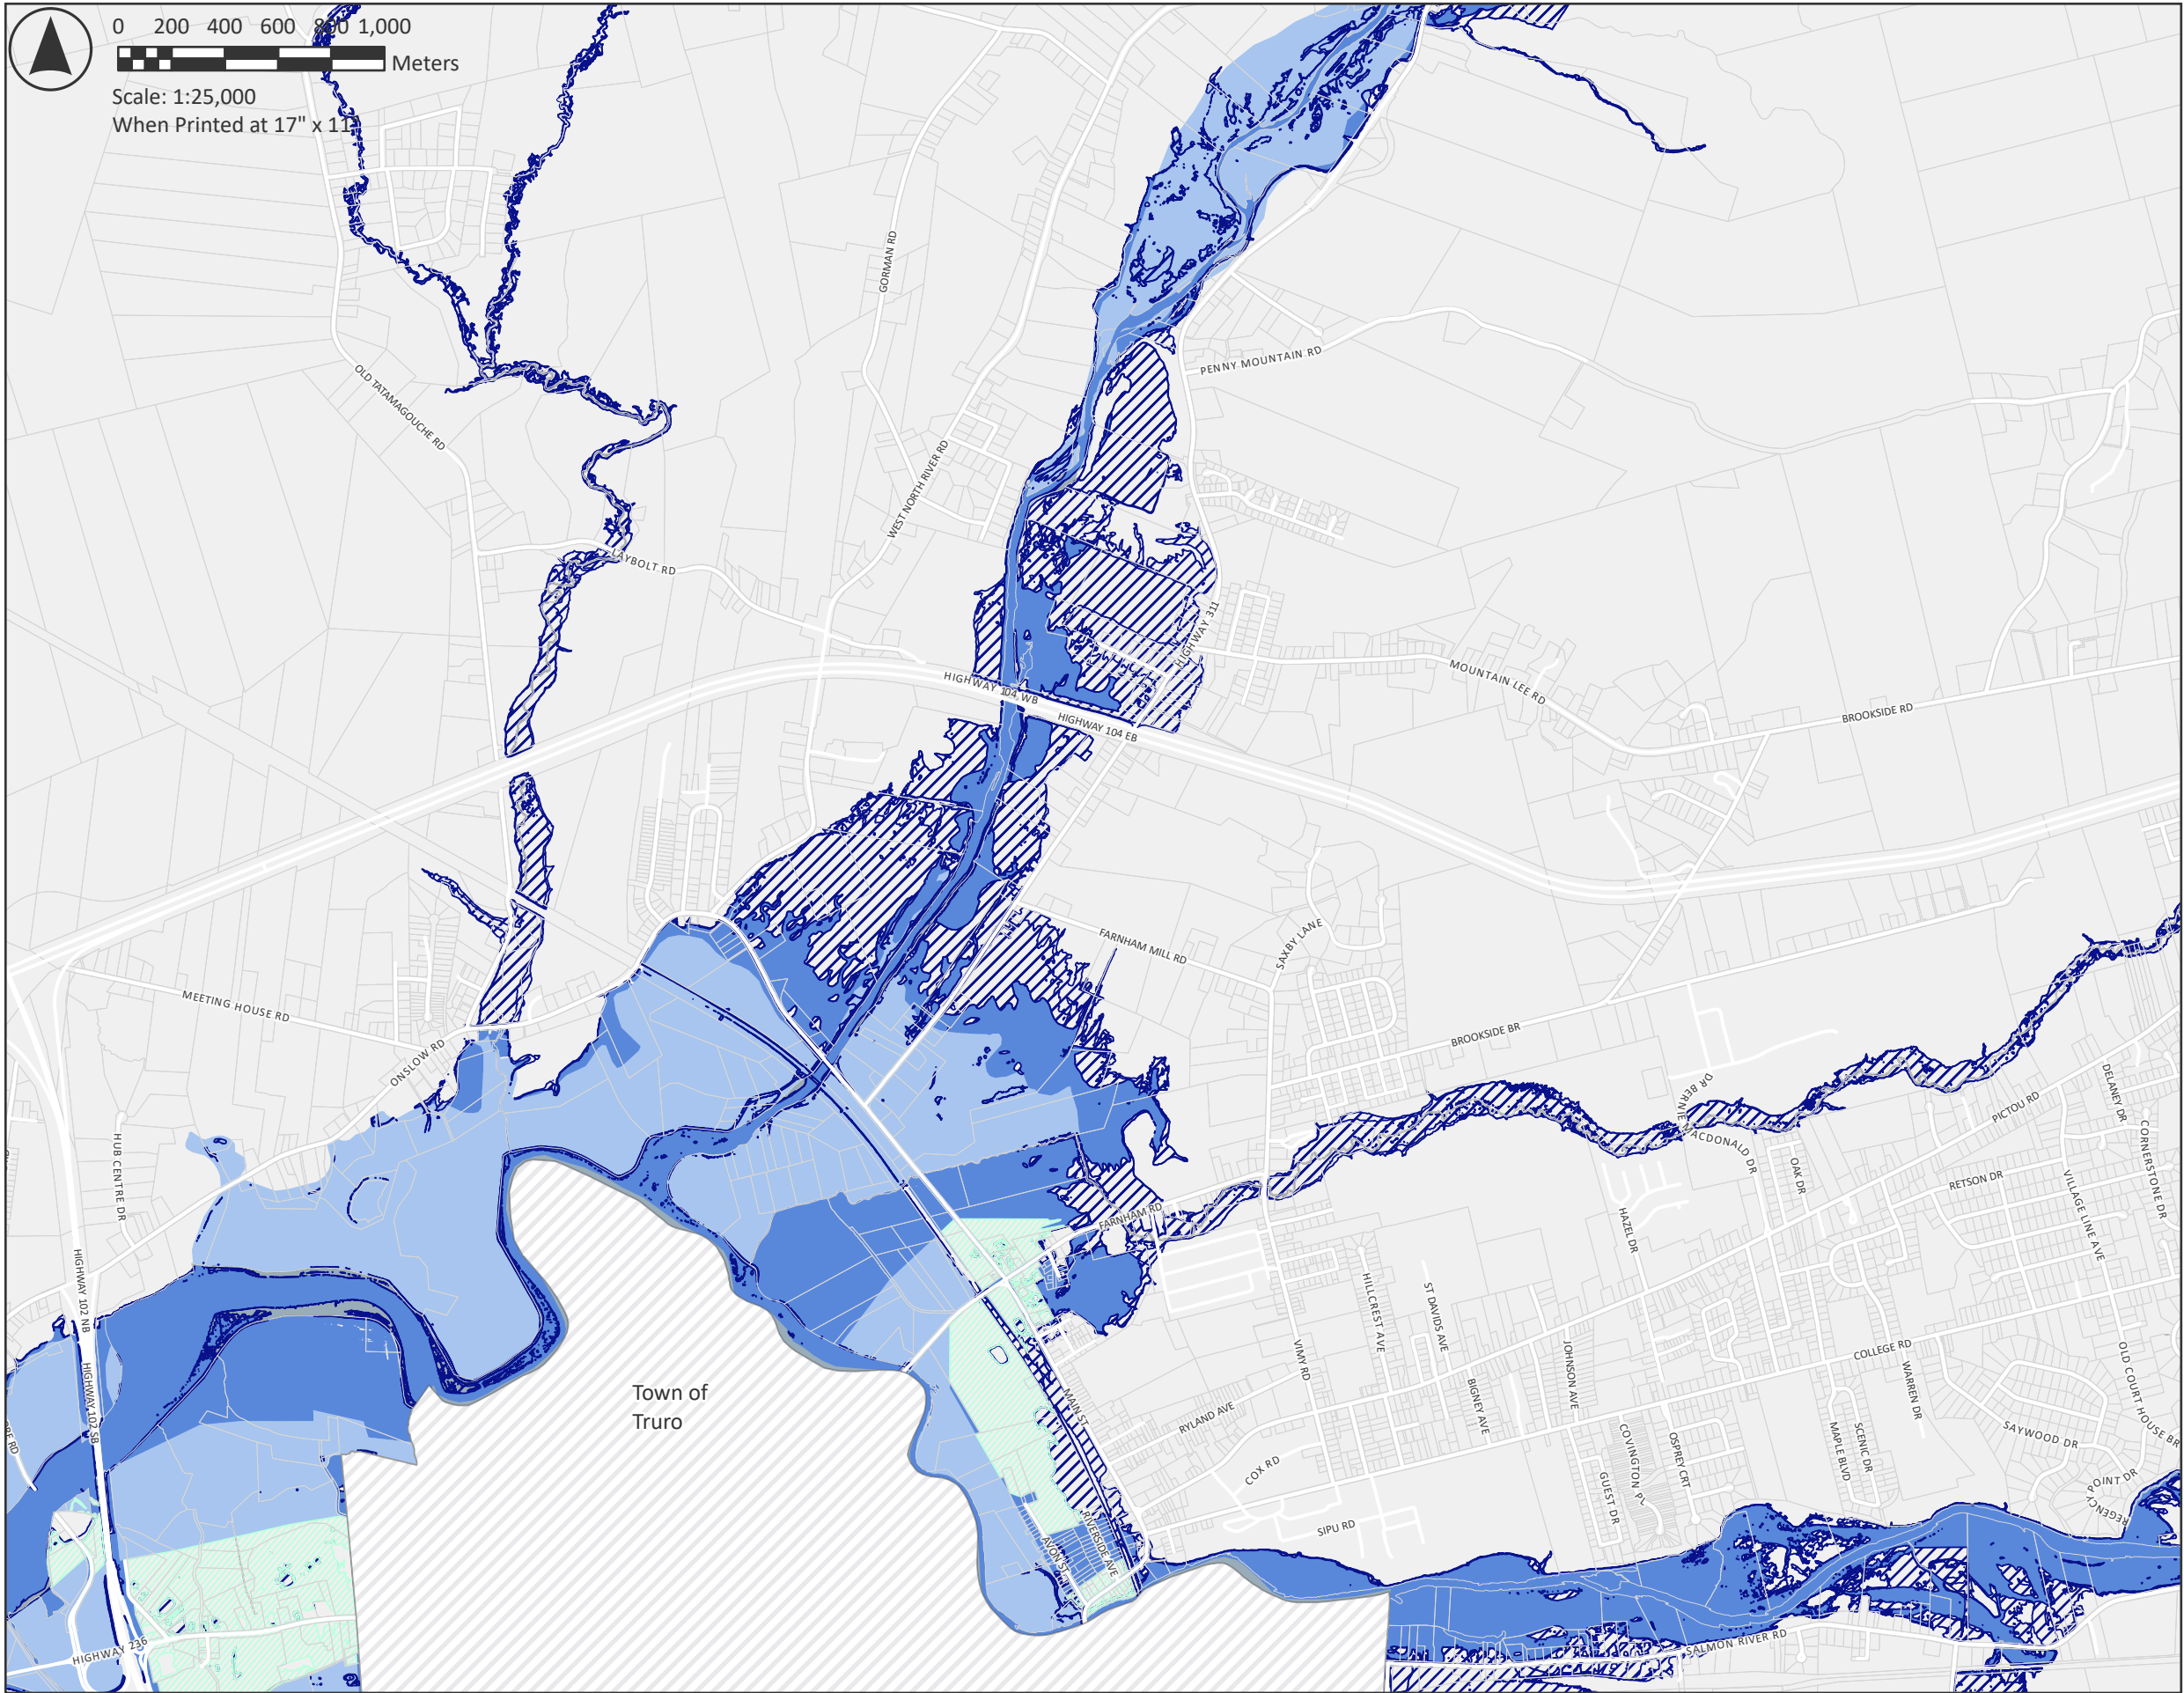 0 200 400 600 800 1,000
Meters
Scale: 1:25,000
When Printed at 17" x 11"
GORMAN RD
OLD TATAMAGOUCHE RD
PENNY MOUNTAIN RD
WEST NORTH RIVER RD
LAYBOLT RD
HIGHWAY 311
HIGHWAY 104 WB
HIGHWAY 104 EB
MOUNTAIN LEE RD
BROOKSIDE RD
FARNHAM MILL RD
SAXBY LANE
MEETING HOUSE RD
ONSLOW RD
BROOKSIDE BR
DR BERNIE MACDONALD DR
PICTOU RD
DELANEY DR
CORNERSTONE DR
HUB CENTRE DR
OAK DR
RETSON DR
VILLAGE LINE AVE
FARNHAM RD
HAZEL DR
HIGHWAY 102 NB
HIGHWAY 102 SB
HILLCREST AVE
ST DAVIDS AVE
VIMY RD
JOHNSON AVE
COLLEGE RD
WARREN DR
OLD COURT HOUSE BR
BIGNEY AVE
Town of
Truro
MAIN ST
RYLAND AVE
COX RD
COVINGTON PL
OSPREY CRT
MAPLE BLVD
SCENIC DR
SAYWOOD DR
GUEST DR
REGENCY POINT DR
SIPU RD
RIVERSIDE AVE
AVON ST
SALMON RIVER RD
HIGHWAY 236